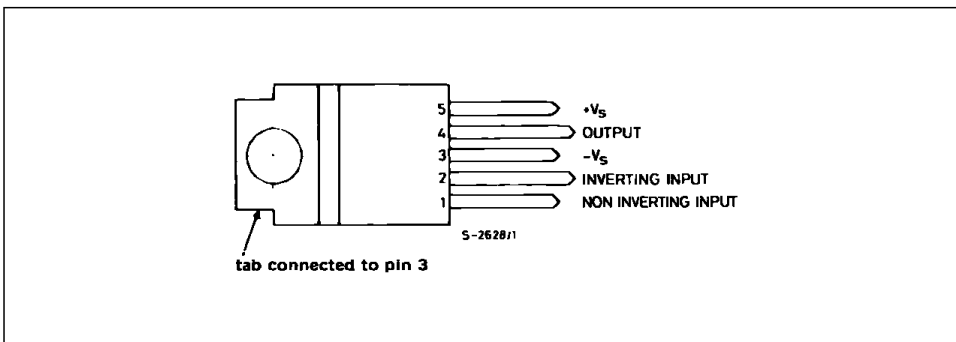 5 +Vs
4 OUTPUT
3 -Vs
2 INVERTING INPUT
1 NON INVERTING INPUT
S-2628/1
tab connected to pin 3